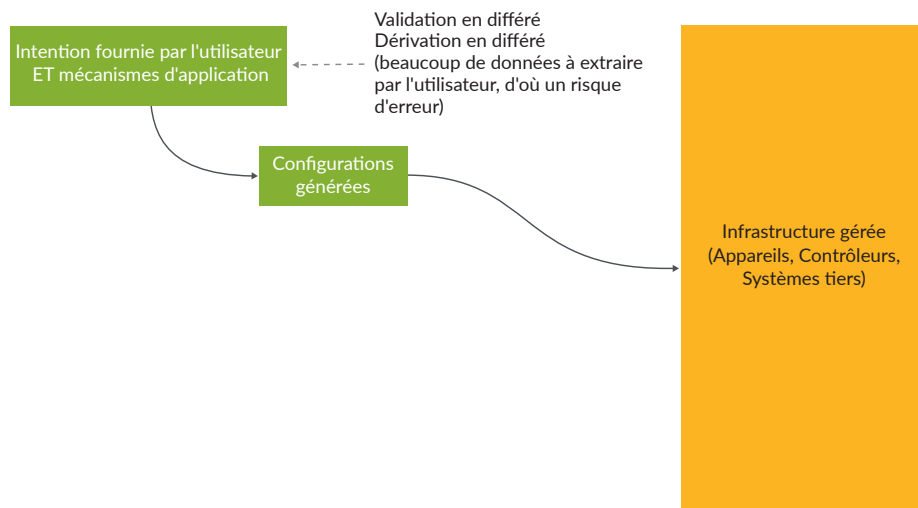 Intention fournie par l'utilisateur
ET mécanismes d'application
Validation en différé
Dérivation en différé
(beaucoup de données à extraire
par l'utilisateur, d'où un risque
d'erreur)
Configurations
générées
Infrastructure gérée
(Appareils, Contrôleurs,
Systèmes tiers)